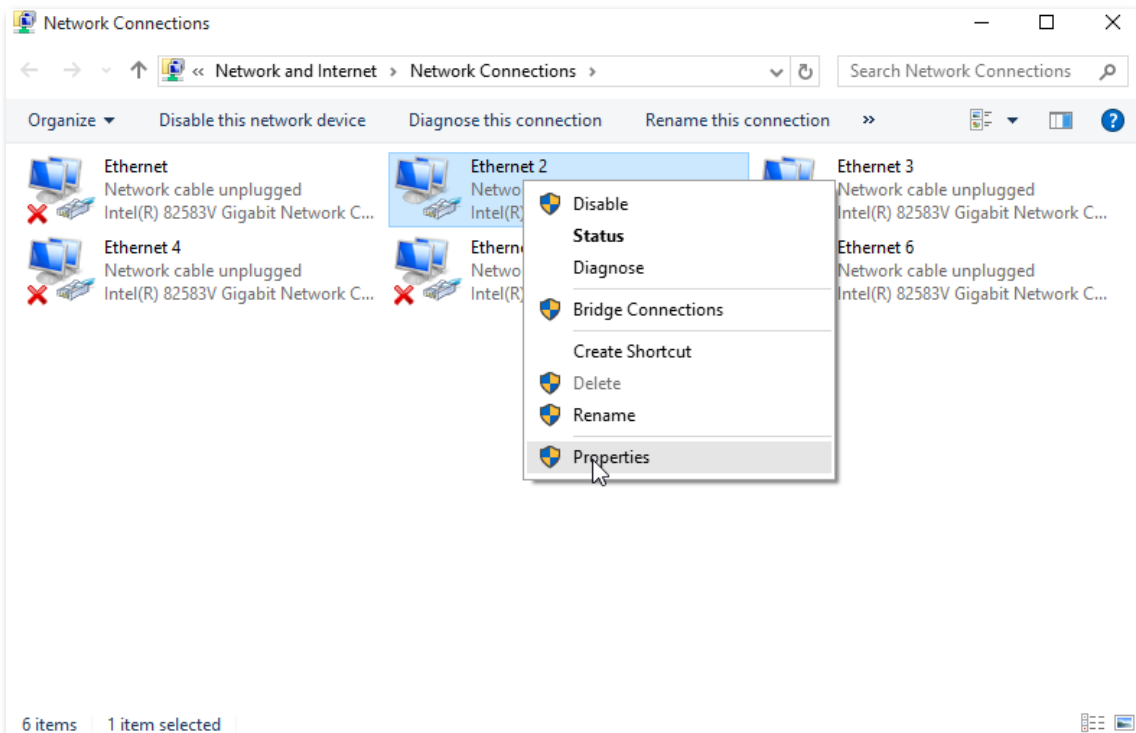 Network Connections
« Network and Internet > Network Connections >
Search Network Connections
Organize
Disable this network device
Diagnose this connection
Rename this connection
»
Ethernet
Network cable unplugged
Intel(R) 82583V Gigabit Network C...
Ethernet 2
Netwo
Intel(R)
Ethernet 3
Network cable unplugged
Intel(R) 82583V Gigabit Network C...
Ethernet 4
Network cable unplugged
Intel(R) 82583V Gigabit Network C...
Ethern
Netwo
Intel(R)
Ethernet 6
Network cable unplugged
Intel(R) 82583V Gigabit Network C...
Disable
Status
Diagnose
Bridge Connections
Create Shortcut
Delete
Rename
Properties
6 items
1 item selected